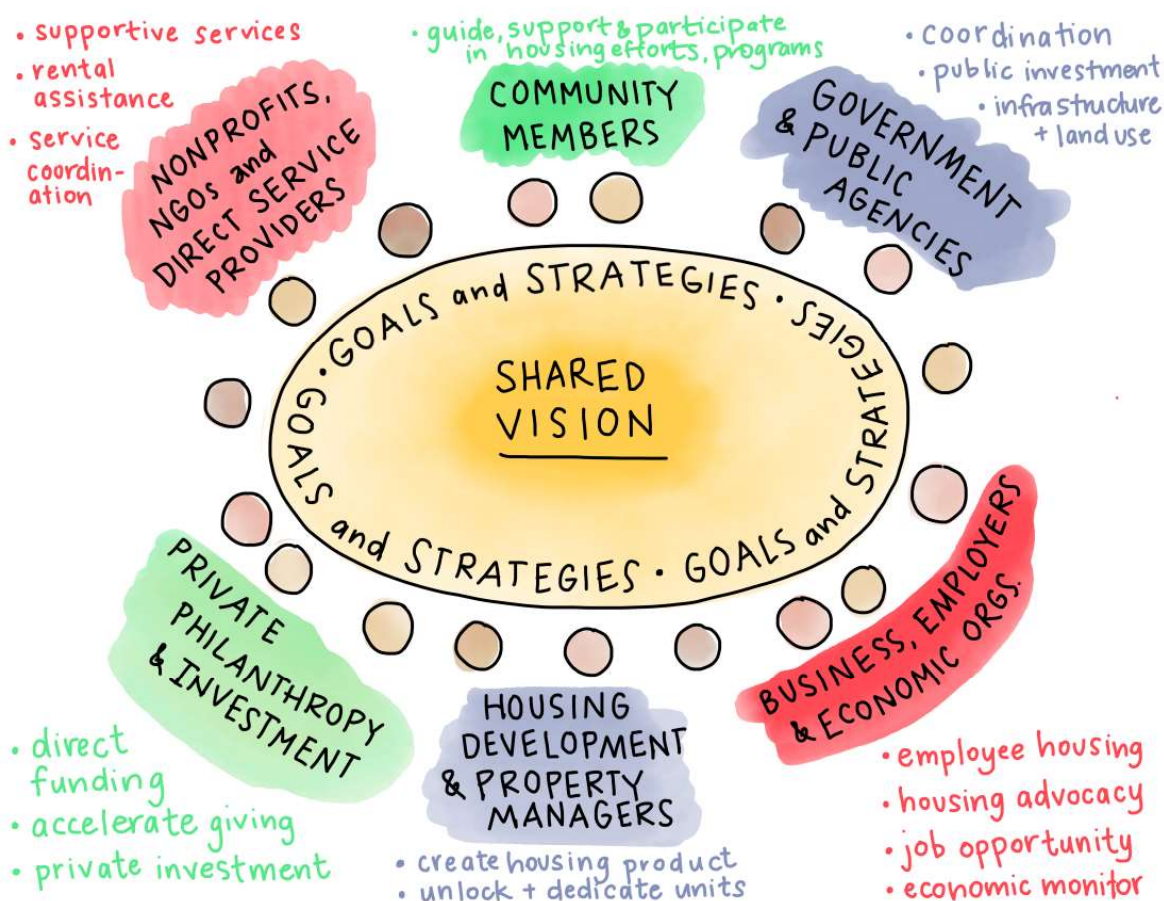 • supportive services
• rental
assistance
• service
coordin-
ation
NONPROFITS,
NGOs and
DIRECT SERVICE
PROVIDERS
• guide, support & participate
in housing efforts, programs
COMMUNITY
MEMBERS
• coordination
• public investment
• infrastructure
+ land use
GOVERNMENT
& PUBLIC
AGENCIES
• GOALS and STRATEGIES • GOALS and STRATEGIES • GOALS and STRATEGIES
SHARED
VISION
PRIVATE
PHILANTHROPY
& INVESTMENT
• direct
funding
• accelerate giving
• private investment
HOUSING
DEVELOPMENT
& PROPERTY
MANAGERS
• create housing product
• unlock + dedicate units
BUSINESS, EMPLOYERS
& ECONOMIC ORGS.
• employee housing
• housing advocacy
• job opportunity
• economic monitor